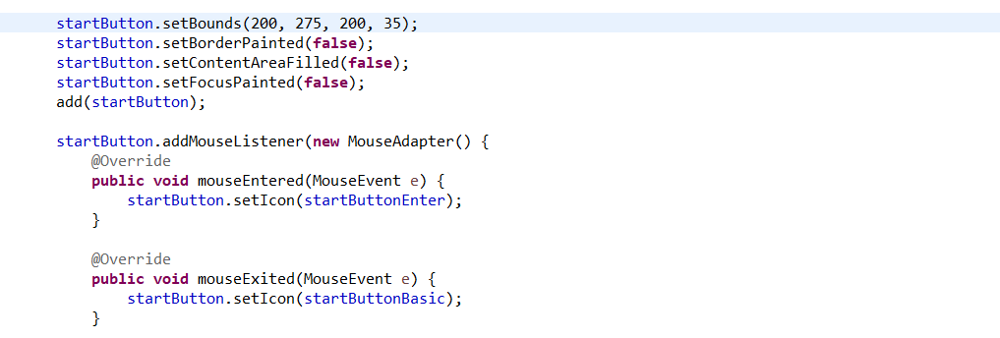 startButton.setBounds(200, 275, 200, 35);
startButton.setBorderPainted(false);
startButton.setContentAreaFilled(false);
startButton.setFocusPainted(false);
add(startButton);
startButton.addMouseListener(new MouseAdapter() {
@Override
public void mouseEntered(MouseEvent e) {
startButton.setIcon(startButtonEnter);
}
@Override
public void mouseExited(MouseEvent e) {
startButton.setIcon(startButtonBasic);
}